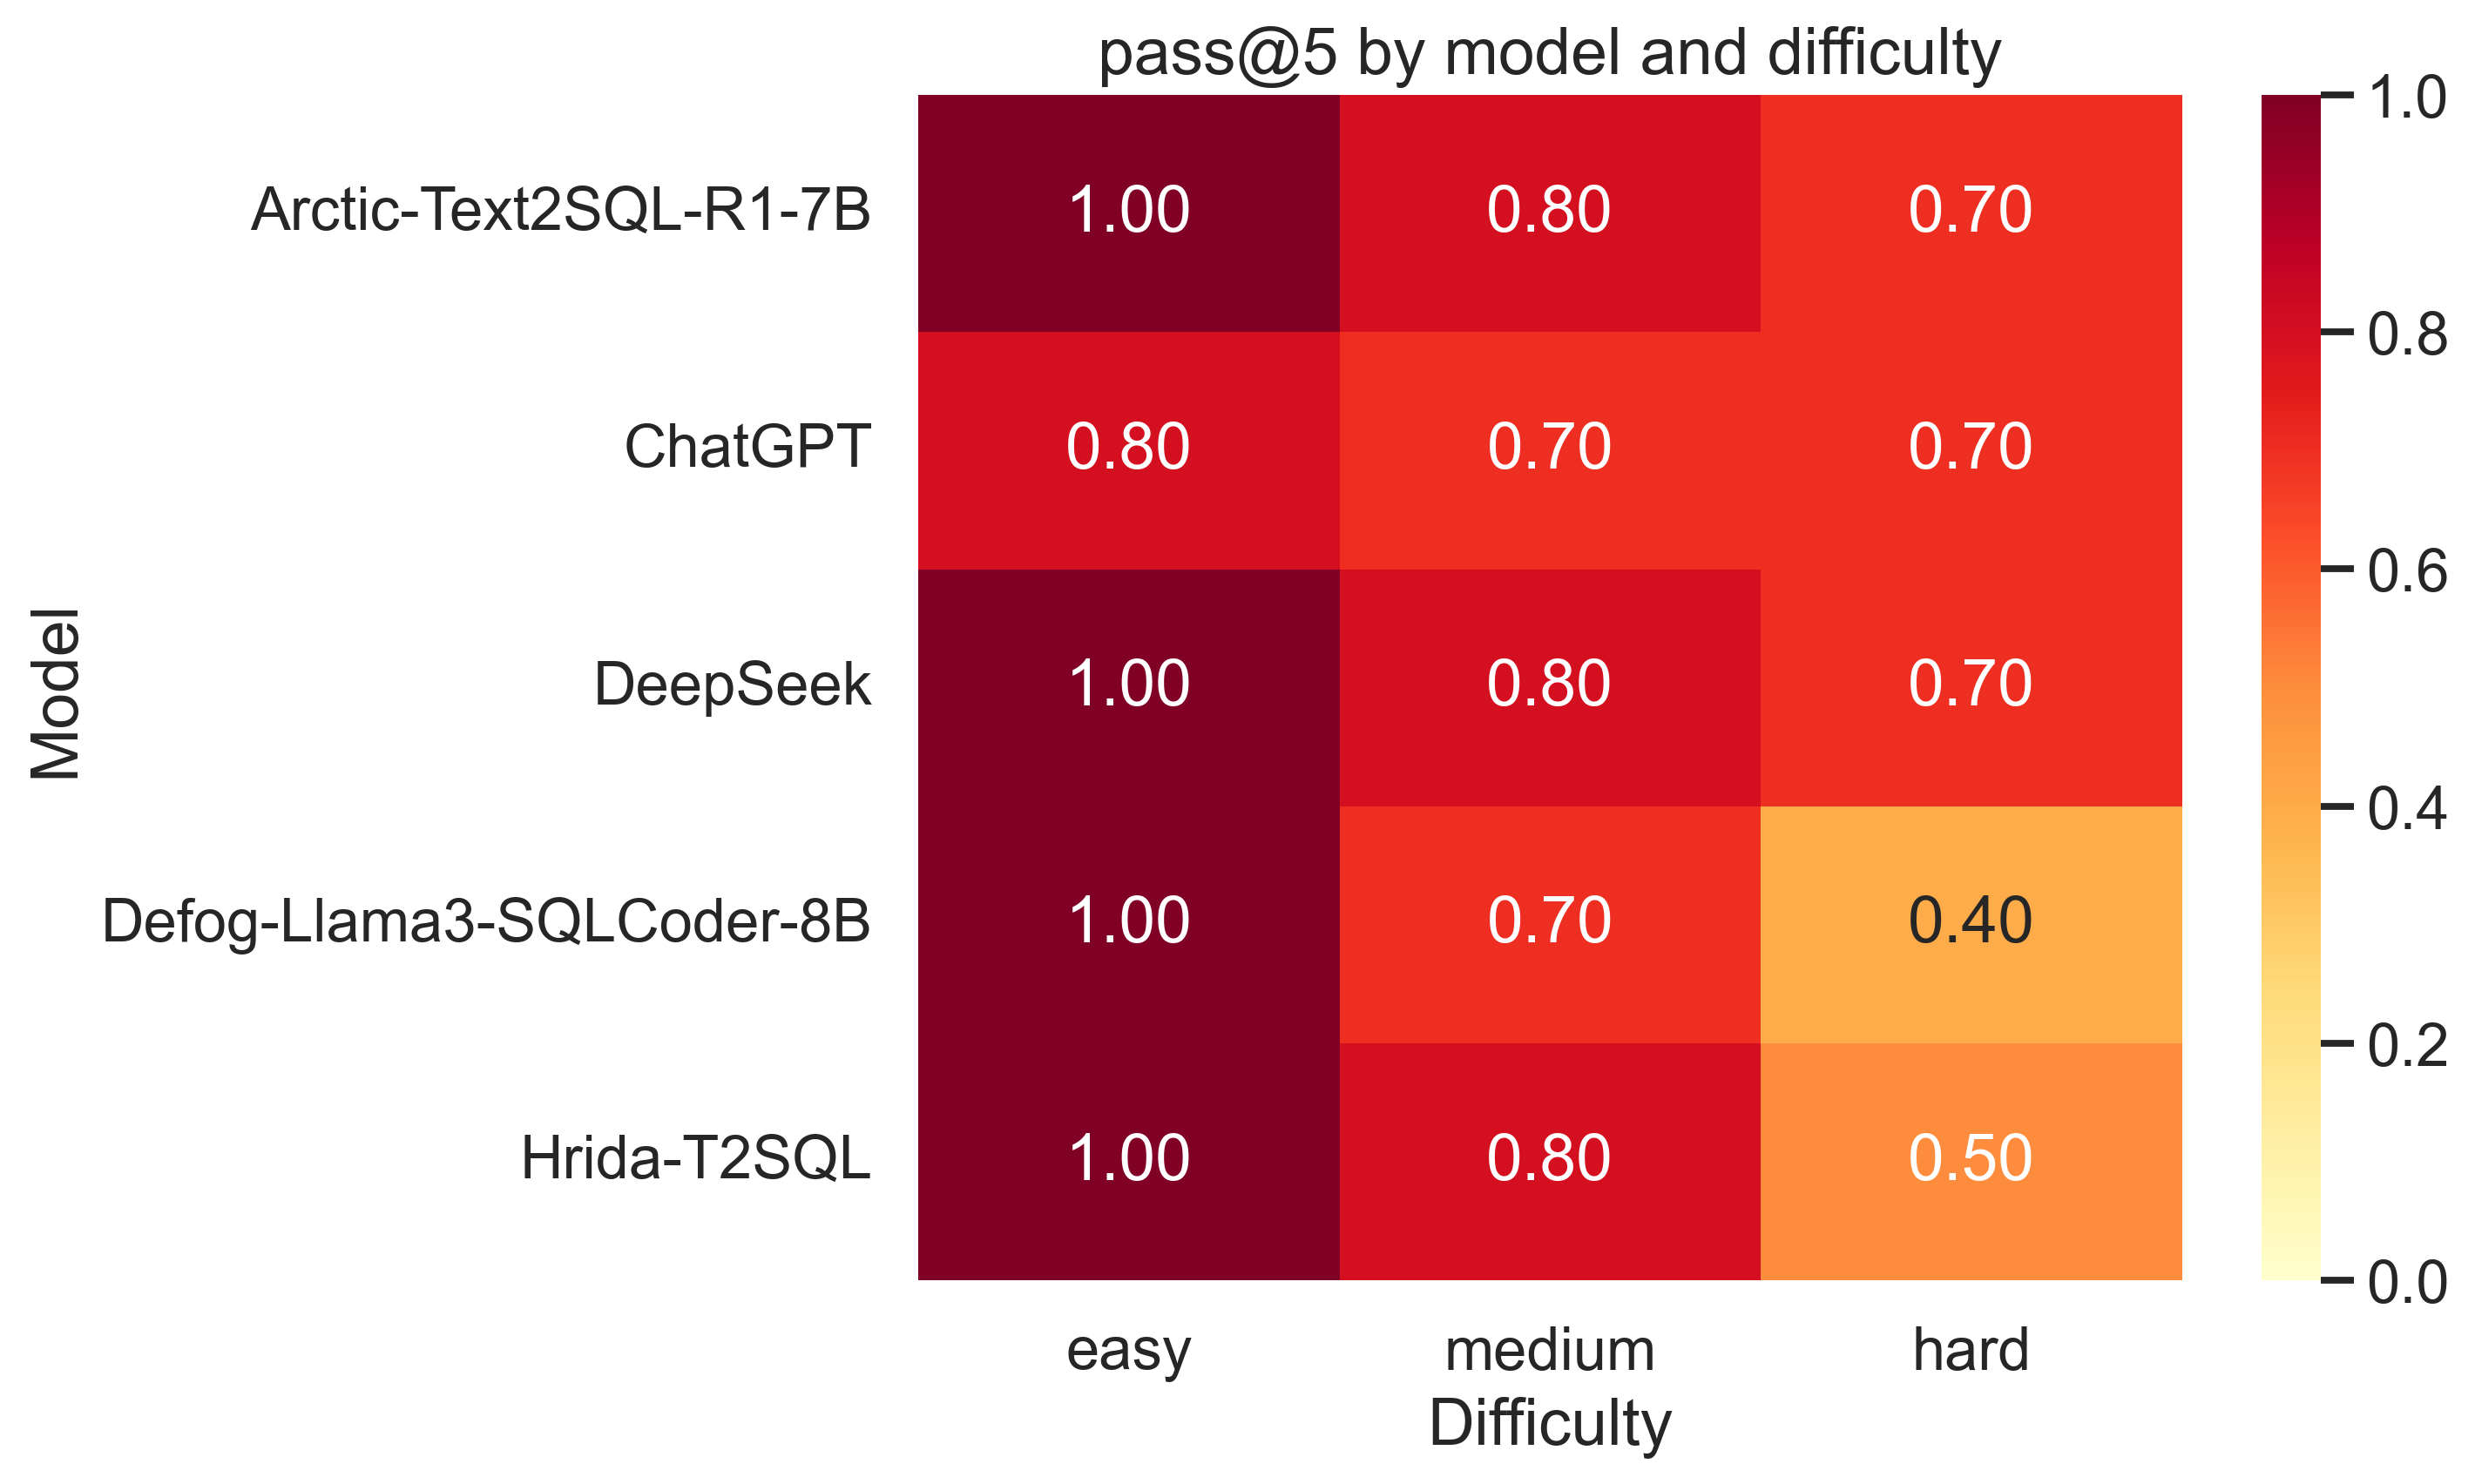 pass@5 by model and difficulty
Model
Arctic-Text2SQL-R1-7B 1.00 0.80 0.70
ChatGPT 0.80 0.70 0.70
DeepSeek 1.00 0.80 0.70
Defog-Llama3-SQLCoder-8B 1.00 0.70 0.40
Hrida-T2SQL 1.00 0.80 0.50
easy medium hard
Difficulty
1.0
0.8
0.6
0.4
0.2
0.0